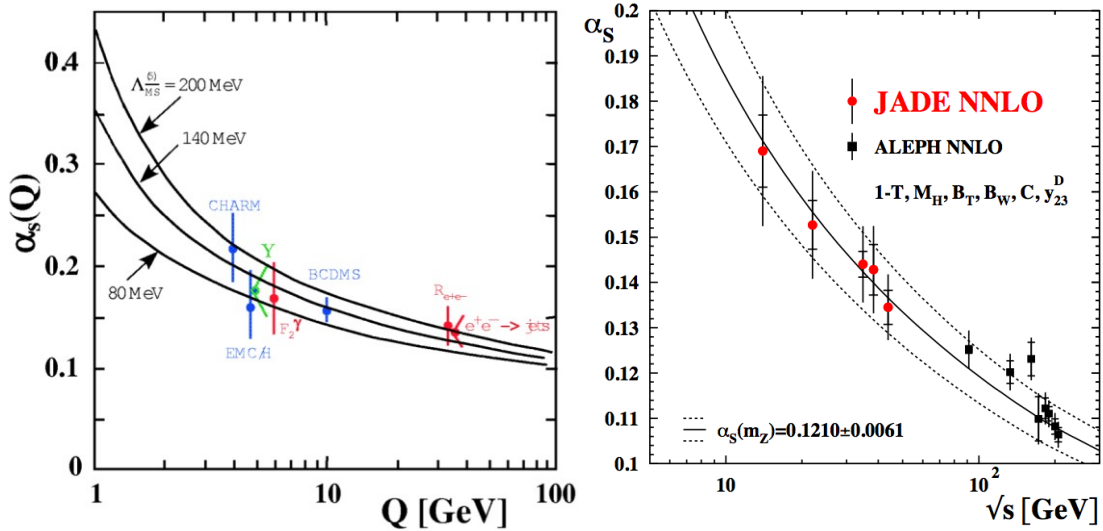 0.4
0.3
0.2
0.1
0
αs(Q)
Λ(5)MS = 200 MeV
140 MeV
80 MeV
CHARM
Υ
BCDMS
EMC/H
F2γ
Re+e−
e+e− -> jets
1
10
100
Q [GeV]
αS
0.2
0.19
0.18
0.17
0.16
0.15
0.14
0.13
0.12
0.11
0.1
JADE NNLO
ALEPH NNLO
1-T, MH, BT, BW, C, yD23
αS(mZ)=0.1210±0.0061
10
10²
√s [GeV]